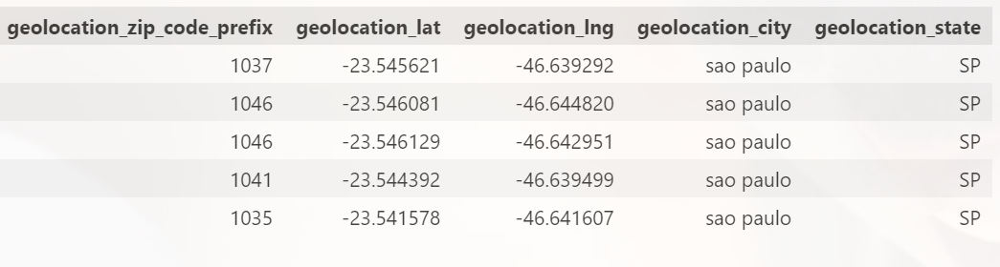 geolocation_zip_code_prefix geolocation_lat geolocation_lng geolocation_city geolocation_state
1037 -23.545621 -46.639292 sao paulo SP
1046 -23.546081 -46.644820 sao paulo SP
1046 -23.546129 -46.642951 sao paulo SP
1041 -23.544392 -46.639499 sao paulo SP
1035 -23.541578 -46.641607 sao paulo SP